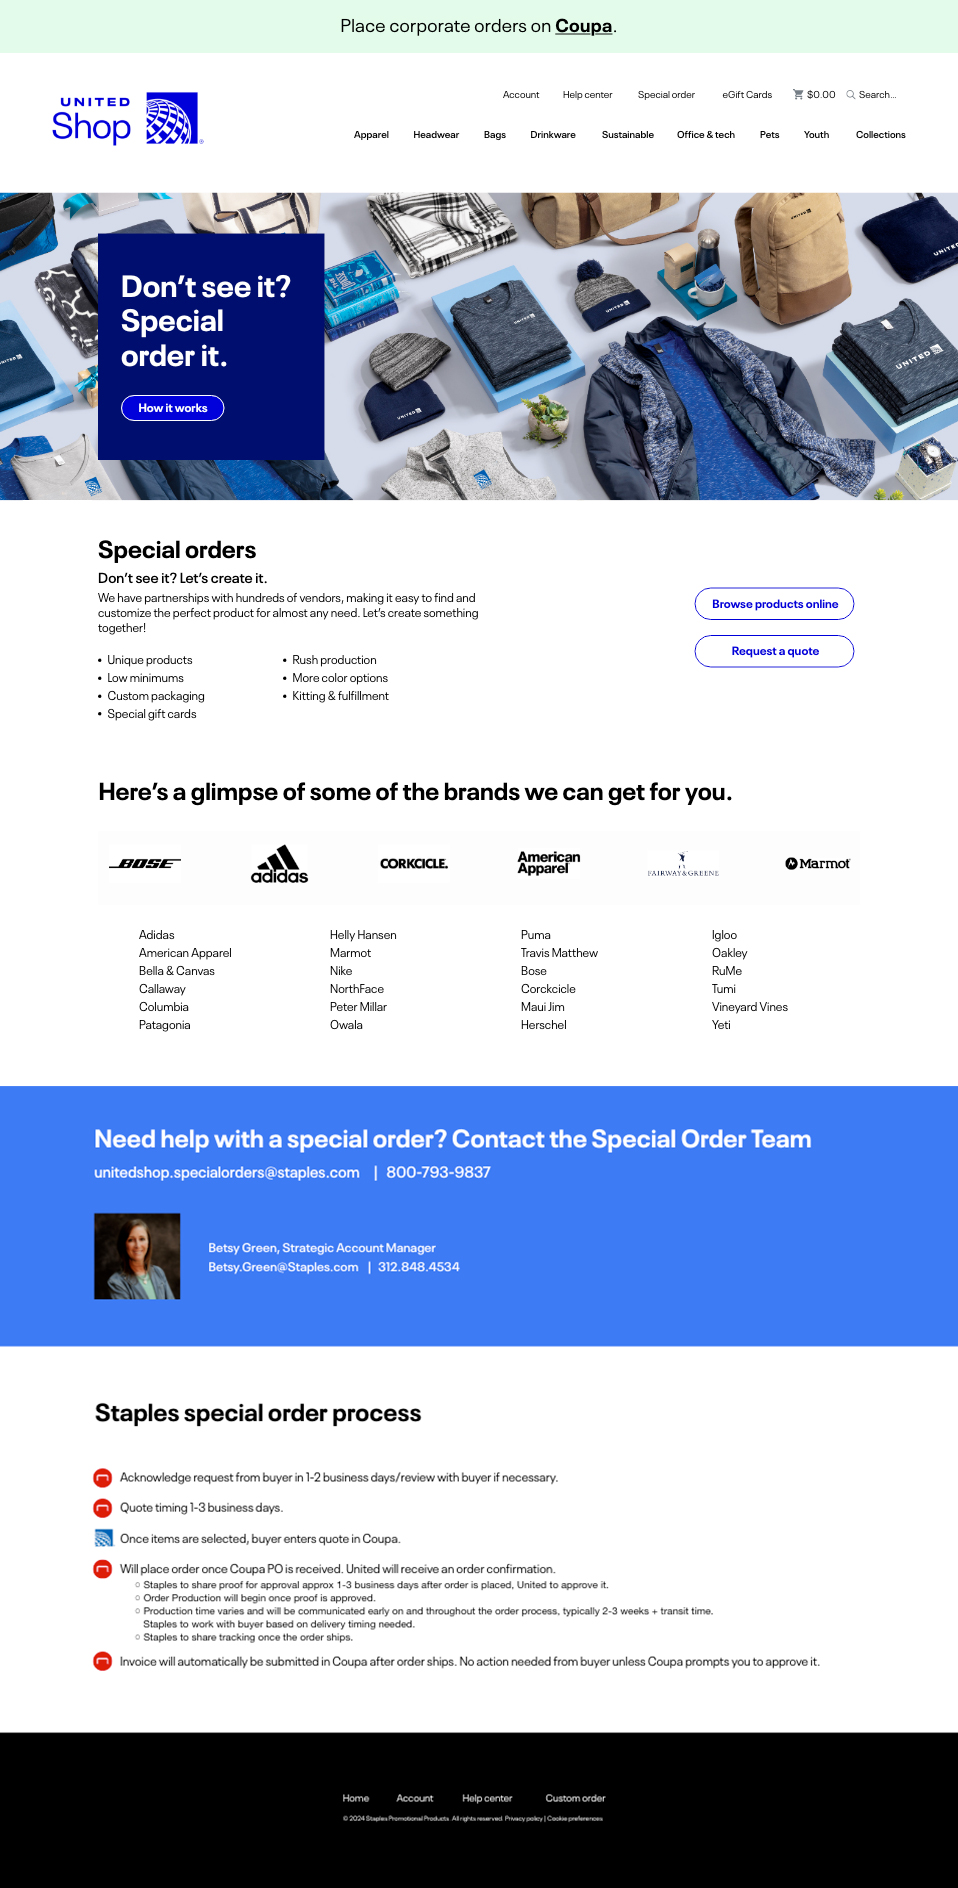 Place corporate orders on Coupa.
UNITED
Shop
Account Help center Special order eGift Cards $0.00 Search...
Apparel Headwear Bags Drinkware Sustainable Office & tech Pets Youth Collections
Don't see it?
Special
order it.
How it works
UNITED
UNITED
UNITED
UNITED
UNITED
Special orders
Don't see it? Let's create it.
We have partnerships with hundreds of vendors, making it easy to find and
customize the perfect product for almost any need. Let's create something
together!
• Unique products
• Low minimums
• Custom packaging
• Special gift cards
• Rush production
• More color options
• Kitting & fulfillment
Browse products online
Request a quote
Here's a glimpse of some of the brands we can get for you.
BOSE
adidas
CORKCICLE.
American
Apparel
FAIRWAY & GREENE
Marmot
Adidas
American Apparel
Bella & Canvas
Callaway
Columbia
Patagonia
Helly Hansen
Marmot
Nike
NorthFace
Peter Millar
Owala
Puma
Travis Matthew
Bose
Corckcicle
Maui Jim
Herschel
Igloo
Oakley
RuMe
Tumi
Vineyard Vines
Yeti
Need help with a special order? Contact the Special Order Team
unitedshop.specialorders@staples.com | 800-793-9837
Betsy Green, Strategic Account Manager
Betsy.Green@Staples.com | 312.848.4534
Staples special order process
Acknowledge request from buyer in 1-2 business days/review with buyer if necessary.
Quote timing 1-3 business days.
Once items are selected, buyer enters quote in Coupa.
Will place order once Coupa PO is received. United will receive an order confirmation.
○ Staples to share proof for approval approx 1-3 business days after order is placed, United to approve it.
○ Order Production will begin once proof is approved.
○ Production time varies and will be communicated early on and throughout the order process, typically 2-3 weeks + transit time.
Staples to work with buyer based on delivery timing needed.
○ Staples to share tracking once the order ships.
Invoice will automatically be submitted in Coupa after order ships. No action needed from buyer unless Coupa prompts you to approve it.
Home Account Help center Custom order
© 2024 Staples Promotional Products. All rights reserved. Privacy policy | Cookie preferences